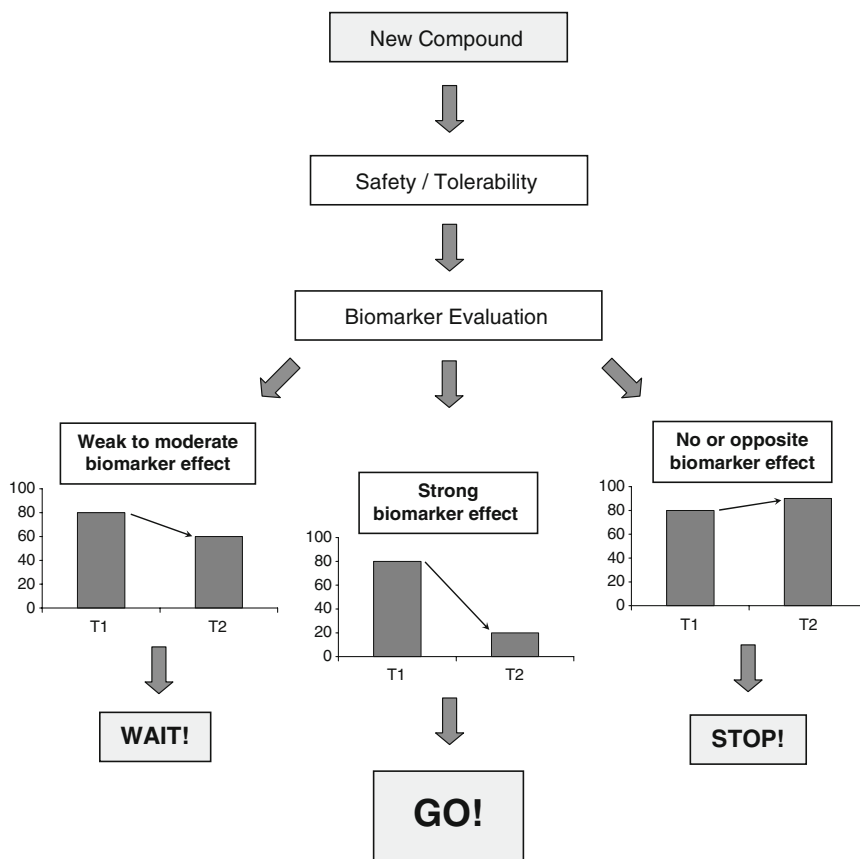 New Compound
Safety / Tolerability
Biomarker Evaluation
Weak to moderate
biomarker effect
100
80
60
40
20
0
T1 T2
WAIT!
Strong
biomarker effect
100
80
60
40
20
0
T1 T2
GO!
No or opposite
biomarker effect
100
80
60
40
20
0
T1 T2
STOP!